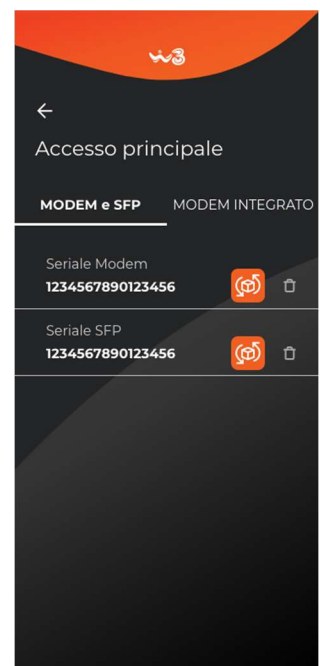 W3
Accesso principale
MODEM e SFP MODEM INTEGRATO
Seriale Modem
1234567890123456
Seriale SFP
1234567890123456